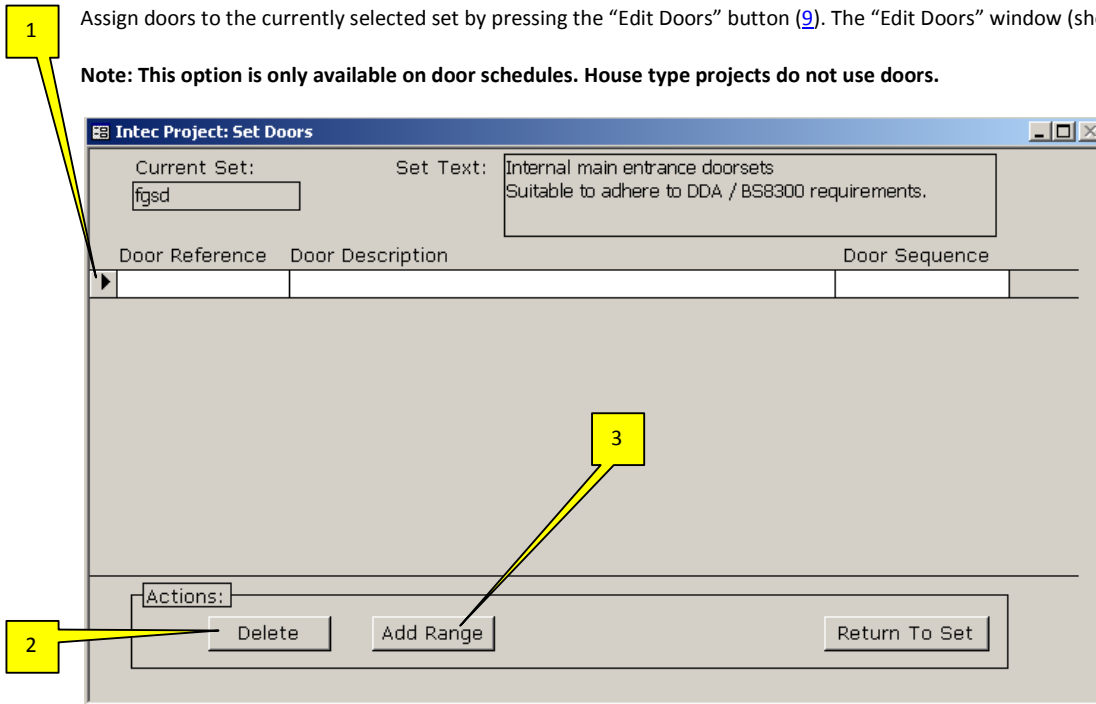 1
Assign doors to the currently selected set by pressing the “Edit Doors” button (9). The “Edit Doors” window (sh
Note: This option is only available on door schedules. House type projects do not use doors.
Intec Project: Set Doors
Current Set:
Set Text:
fgsd
Internal main entrance doorsets
Suitable to adhere to DDA / BS8300 requirements.
Door Reference Door Description Door Sequence
3
Actions:
2
Delete Add Range Return To Set